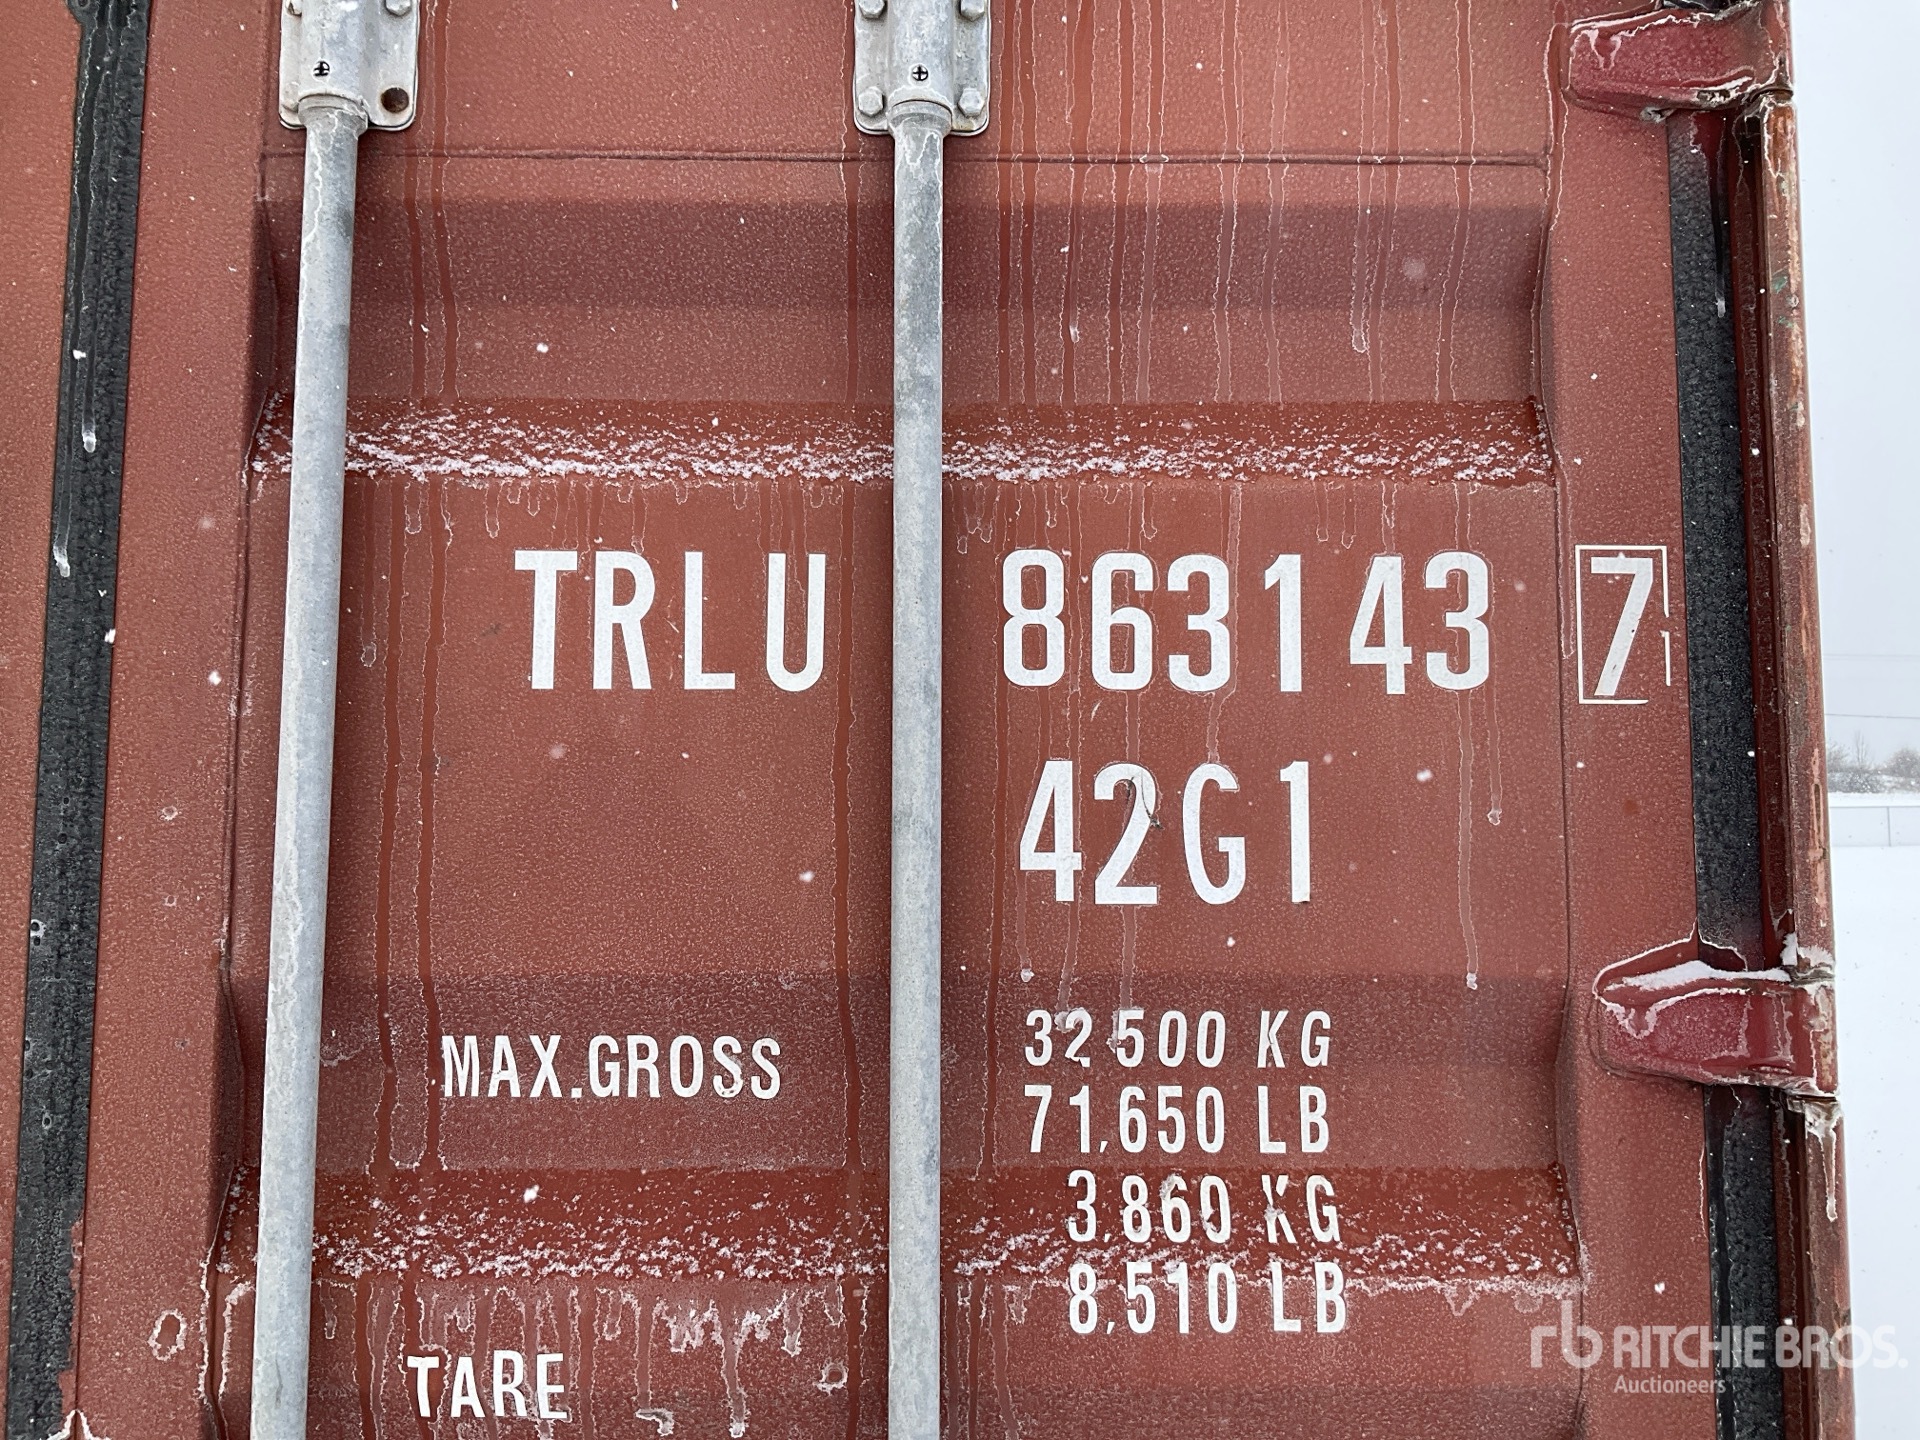 TRLU 863143 7
42G1
MAX.GROSS 32,500 KG
71,650 LB
3,860 KG
8,510 LB
TARE
rb RITCHIE BROS.
Auctioneers